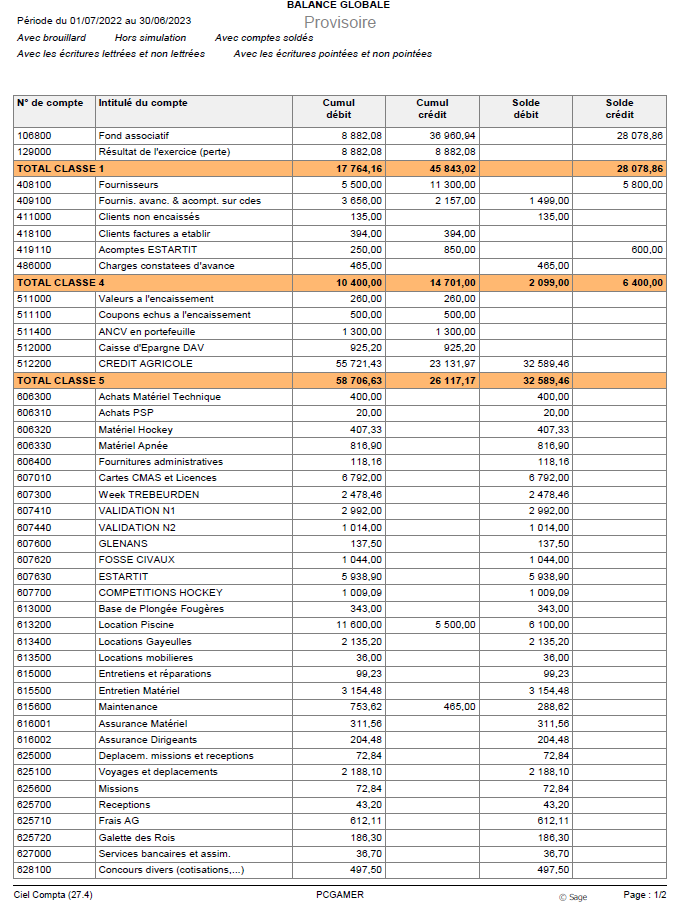 BALANCE GLOBALE
Période du 01/07/2022 au 30/06/2023
Provisoire
Avec brouillard Hors simulation Avec comptes soldés
Avec les écritures lettrées et non lettrées Avec les écritures pointées et non pointées
N° de compte Intitulé du compte Cumul débit Cumul crédit Solde débit Solde crédit
106800 Fond associatif 8 882,08 36 960,94 28 078,86
129000 Résultat de l'exercice (perte) 8 882,08 8 882,08
TOTAL CLASSE 1 17 764,16 45 843,02 28 078,86
408100 Fournisseurs 5 500,00 11 300,00 5 800,00
409100 Fournis. avanc. & acompt. sur cdes 3 656,00 2 157,00 1 499,00
411000 Clients non encaissés 135,00 135,00
418100 Clients factures a etablir 394,00 394,00
419110 Acomptes ESTARTIT 250,00 850,00 600,00
486000 Charges constatees d'avance 465,00 465,00
TOTAL CLASSE 4 10 400,00 14 701,00 2 099,00 6 400,00
511000 Valeurs a l'encaissement 260,00 260,00
511100 Coupons echus a l'encaissement 500,00 500,00
511400 ANCV en portefeuille 1 300,00 1 300,00
512000 Caisse d'Epargne DAV 925,20 925,20
512200 CREDIT AGRICOLE 55 721,43 23 131,97 32 589,46
TOTAL CLASSE 5 58 706,63 26 117,17 32 589,46
606300 Achats Matériel Technique 400,00 400,00
606310 Achats PSP 20,00 20,00
606320 Matériel Hockey 407,33 407,33
606330 Matériel Apnée 816,90 816,90
606400 Fournitures administratives 118,16 118,16
607010 Cartes CMAS et Licences 6 792,00 6 792,00
607300 Week TREBEURDEN 2 478,46 2 478,46
607410 VALIDATION N1 2 992,00 2 992,00
607440 VALIDATION N2 1 014,00 1 014,00
607600 GLENANS 137,50 137,50
607620 FOSSE CIVAUX 1 044,00 1 044,00
607630 ESTARTIT 5 938,90 5 938,90
607700 COMPETITIONS HOCKEY 1 009,09 1 009,09
613000 Base de Plongée Fougères 343,00 343,00
613200 Location Piscine 11 600,00 5 500,00 6 100,00
613400 Locations Gayeulles 2 135,20 2 135,20
613500 Locations mobilieres 36,00 36,00
615000 Entretiens et réparations 99,23 99,23
615500 Entretien Matériel 3 154,48 3 154,48
615600 Maintenance 753,62 465,00 288,62
616001 Assurance Matériel 311,56 311,56
616002 Assurance Dirigeants 204,48 204,48
625000 Deplacem. missions et receptions 72,84 72,84
625100 Voyages et deplacements 2 188,10 2 188,10
625600 Missions 72,84 72,84
625700 Receptions 43,20 43,20
625710 Frais AG 612,11 612,11
625720 Galette des Rois 186,30 186,30
627000 Services bancaires et assim. 36,70 36,70
628100 Concours divers (cotisations,...) 497,50 497,50
Ciel Compta (27.4) PCGAMER © Sage Page : 1/2